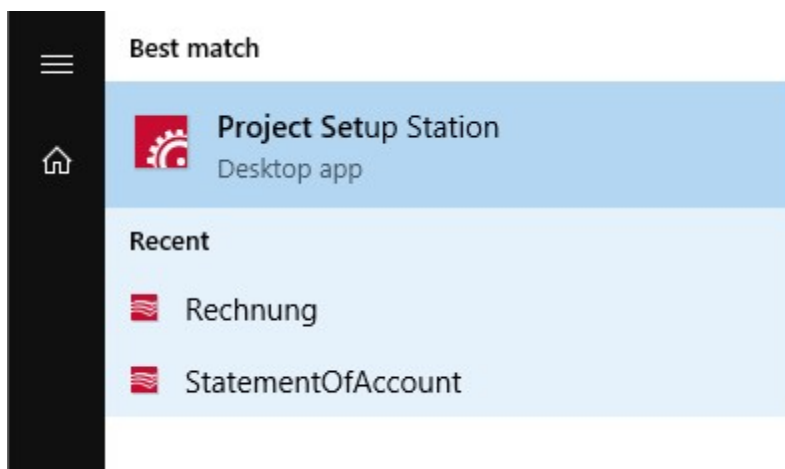 Best match
Project Setup Station
Desktop app
Recent
Rechnung
StatementOfAccount